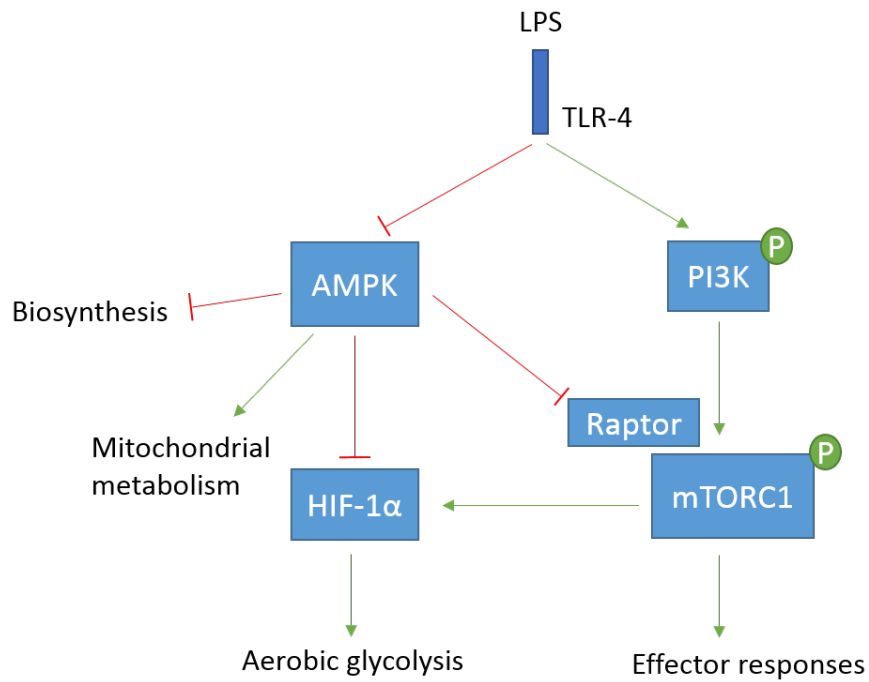 LPS
TLR-4
P
AMPK
PI3K
Biosynthesis
Raptor
Mitochondrial
metabolism
P
HIF-1α
mTORC1
Aerobic glycolysis
Effector responses